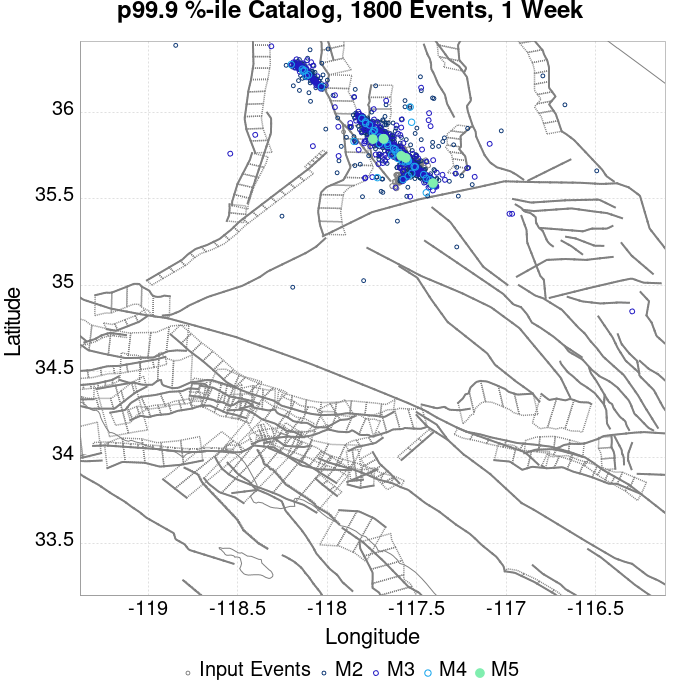 p99.9 %-ile Catalog, 1800 Events, 1 Week
36
35.5
35
34.5
34
33.5
Latitude
-119 -118.5 -118 -117.5 -117 -116.5
Longitude
Input Events M2 M3 M4 M5